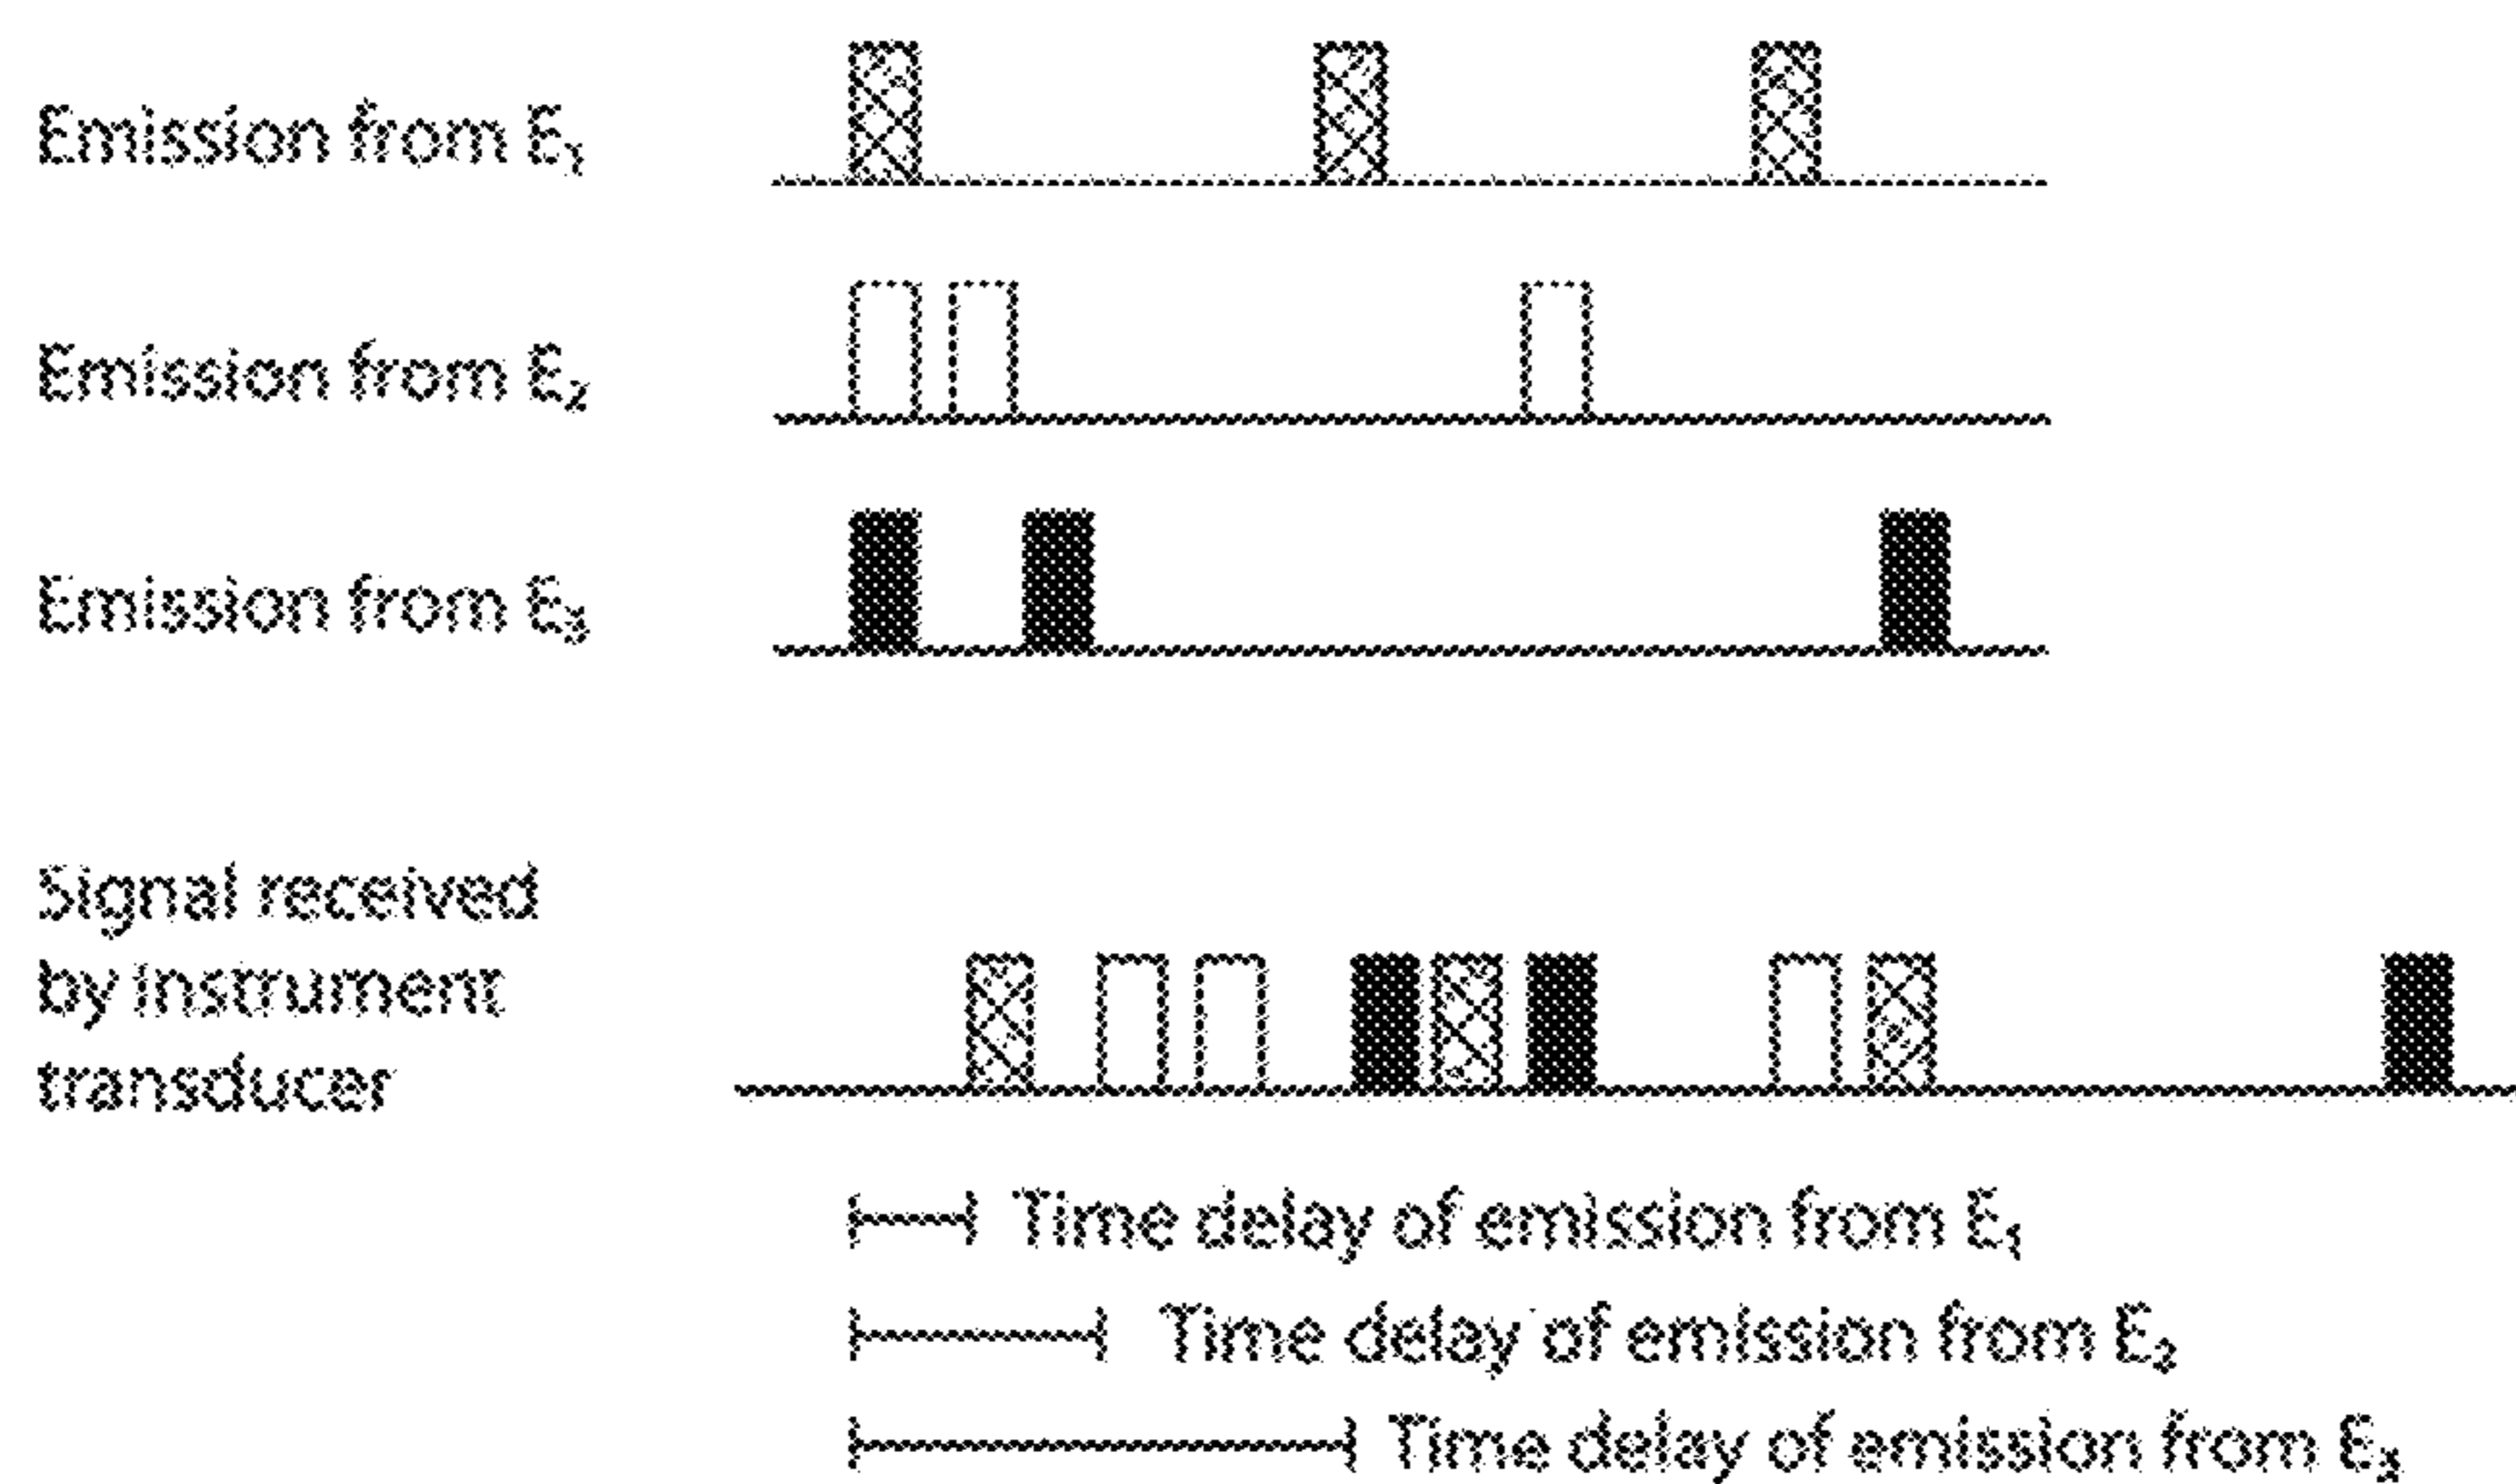 Emission from E₁
Emission from E₂
Emission from E₃
Signal received
by instrument
transducer
Time delay of emission from E₁
Time delay of emission from E₂
Time delay of emission from E₃